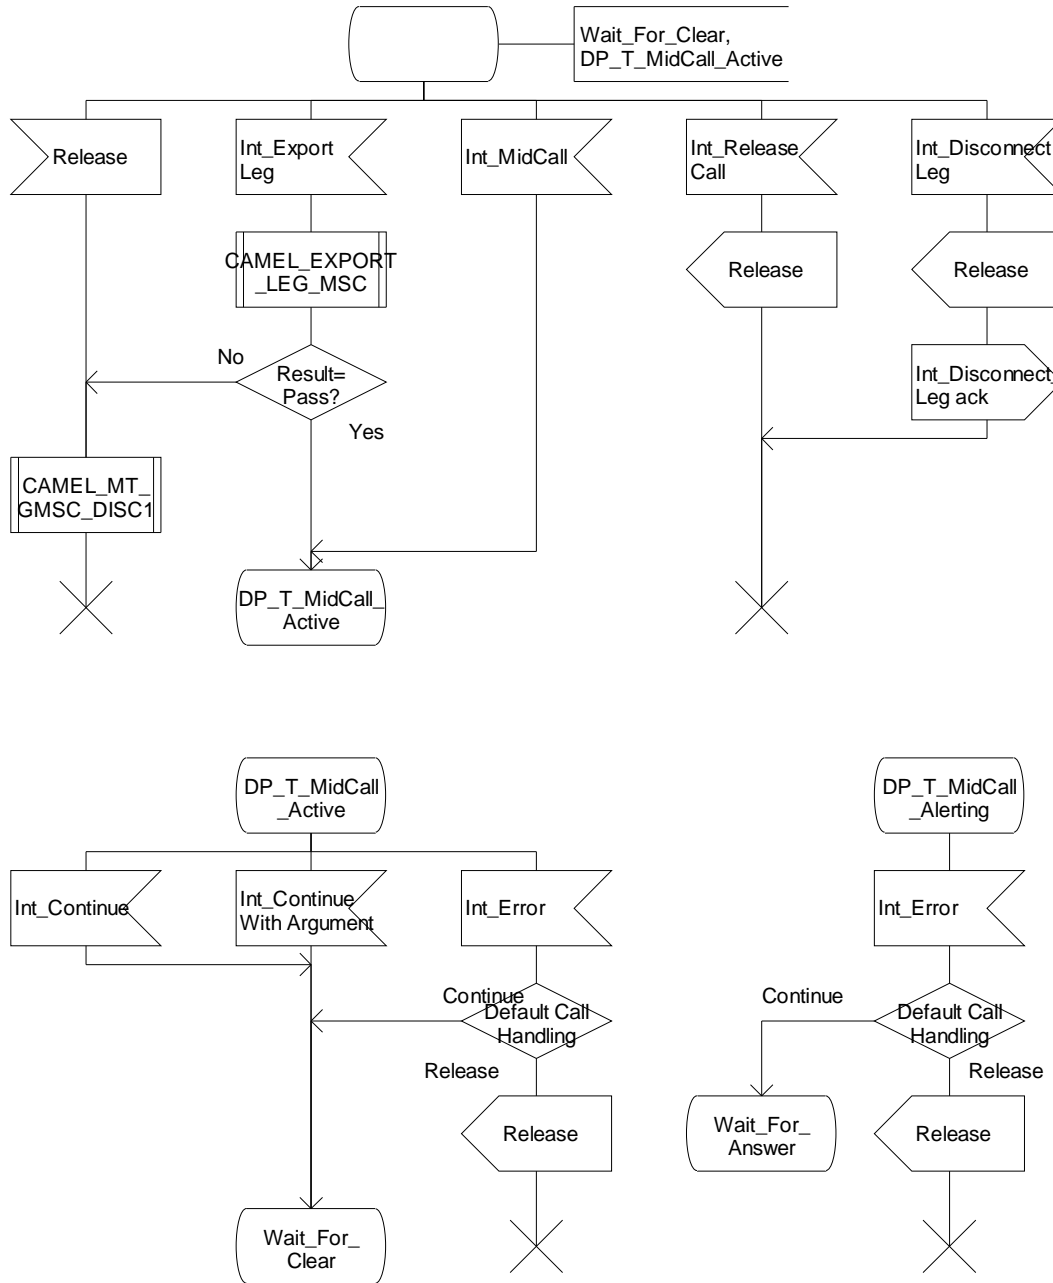 Wait_For_Clear,
DP_T_MidCall_Active
Release
Int_Export
Leg
Int_MidCall
Int_Release
Call
Int_Disconnect
Leg
CAMEL_EXPORT
_LEG_MSC
Release
Release
No
Result=
Pass?
Yes
Int_Disconnect_
Leg ack
CAMEL_MT_
GMSC_DISC1
DP_T_MidCall_
Active
DP_T_MidCall
_Active
DP_T_MidCall
_Alerting
Int_Continue
Int_Continue
With Argument
Int_Error
Int_Error
Continue
Default Call
Handling
Release
Continue
Default Call
Handling
Release
Release
Wait_For_
Answer
Release
Wait_For_
Clear